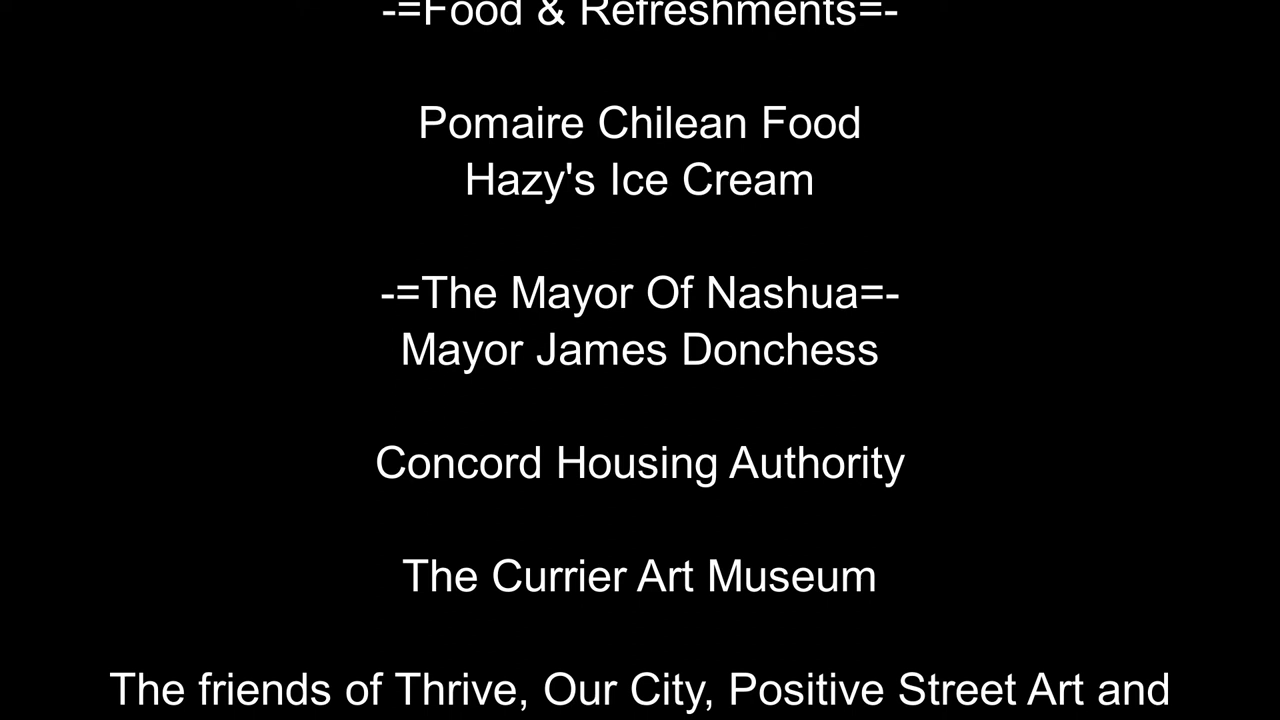 -=Food & Refreshments=-
Pomaire Chilean Food
Hazy's Ice Cream
-=The Mayor Of Nashua=-
Mayor James Donchess
Concord Housing Authority
The Currier Art Museum
The friends of Thrive, Our City, Positive Street Art and